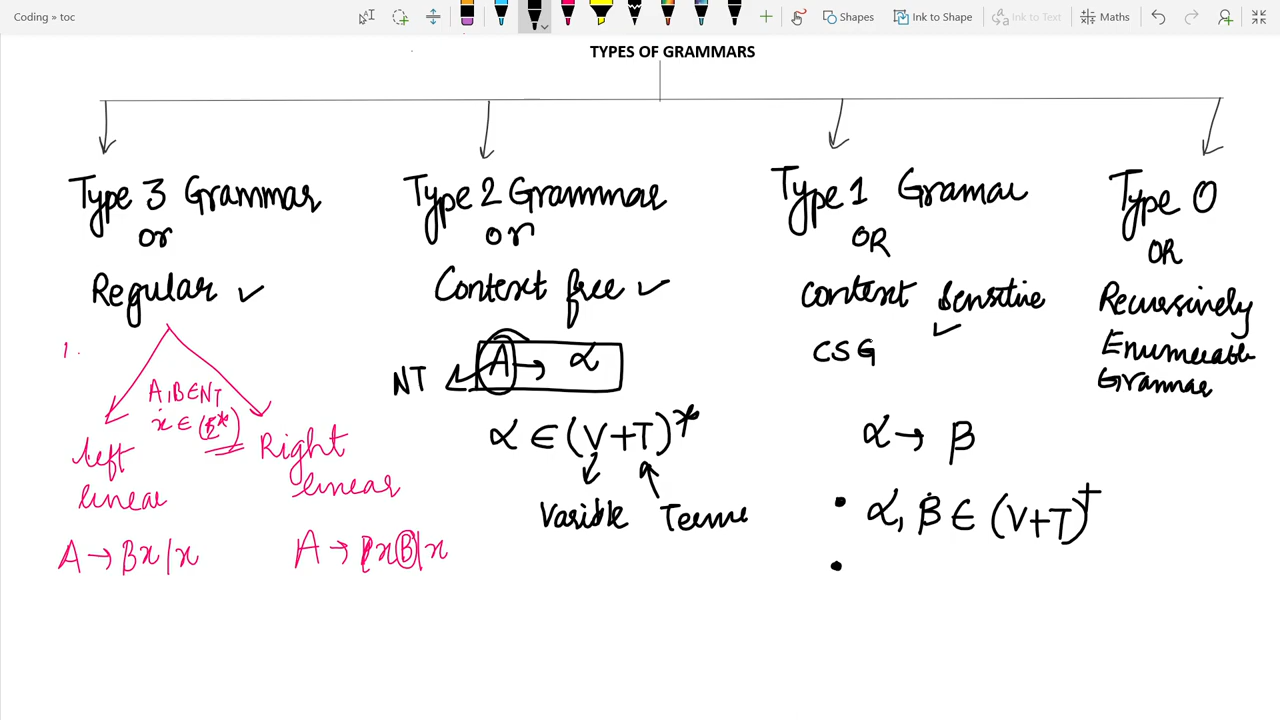 Coding » toc
Shapes
Ink to Shape
Ink to Text
Maths
TYPES OF GRAMMARS
Type 3 Grammar
or
Regular ✓
1.
A,B ∈ NT
x ∈ (Σ*)
left
linear
A → Bx/x
Right
linear
A → xB/x
Type 2 Grammar
or
Context free ✓
NT
A → α
α ∈ (V+T)*
Variable
Type 1 Gramar
OR
Context Sensitive ✓
CSG
α → β
• α, β ∈ (V+T)+
•
Type 0
OR
Recursively
Enumerable
Grammar